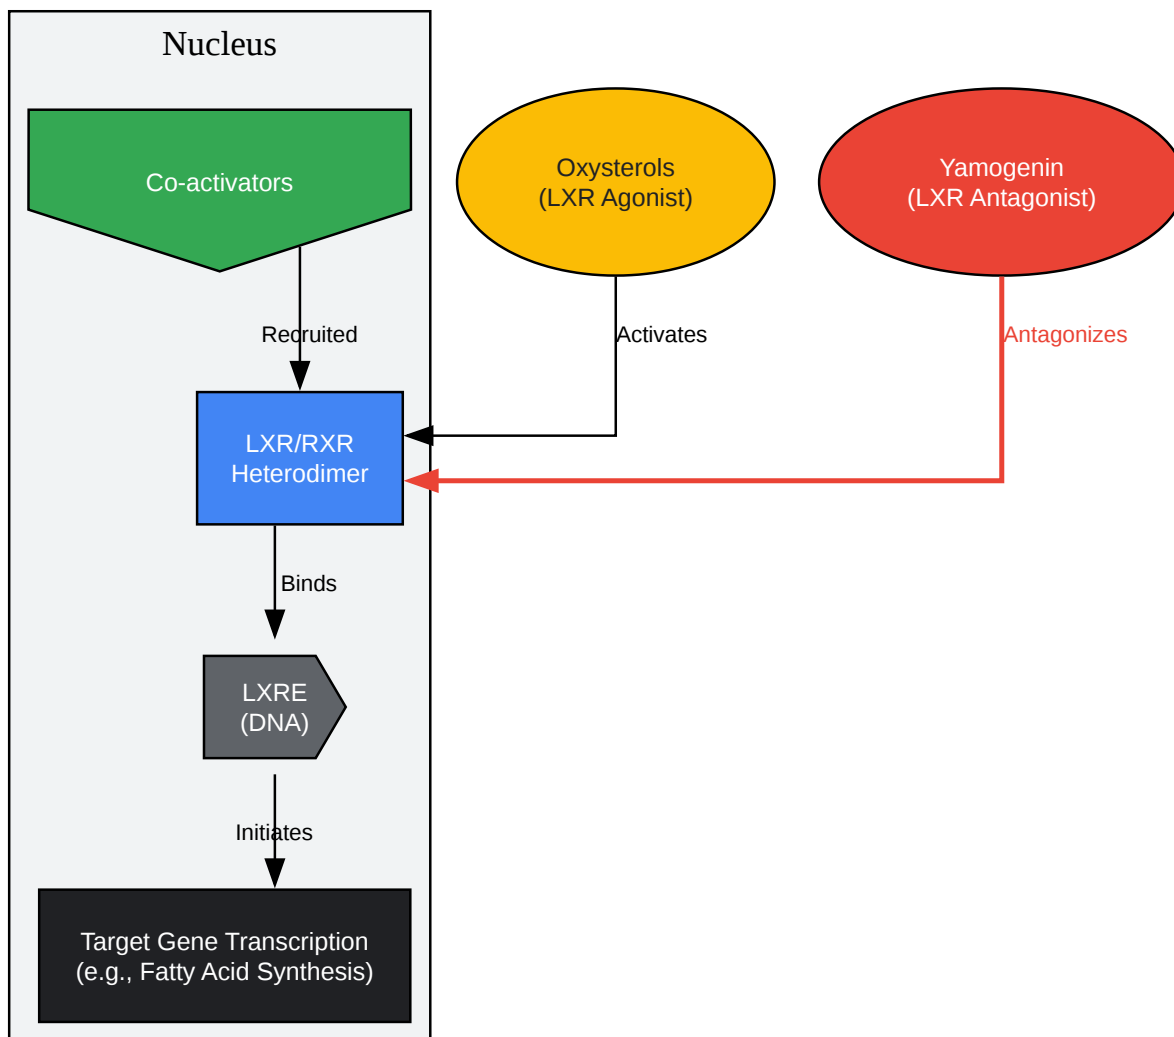 Nucleus
Co-activators
Oxysterols
(LXR Agonist)
Yamogenin
(LXR Antagonist)
Recruited
Activates
Antagonizes
LXR/RXR
Heterodimer
Binds
LXRE
(DNA)
Initiates
Target Gene Transcription
(e.g., Fatty Acid Synthesis)